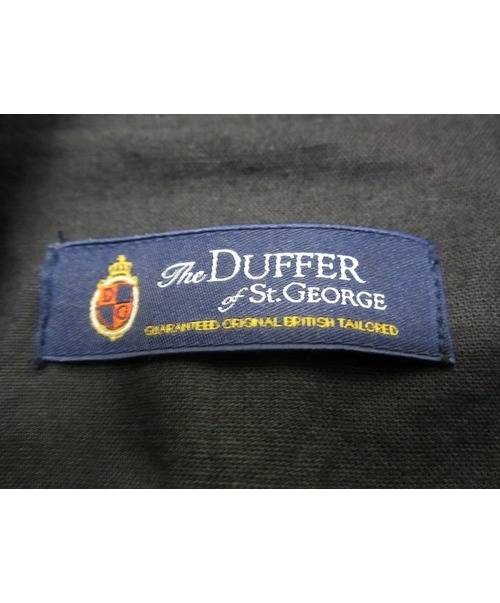 The DUFFER
of St. GEORGE
GUARANTEED ORIGINAL BRITISH TAILORED
D
G